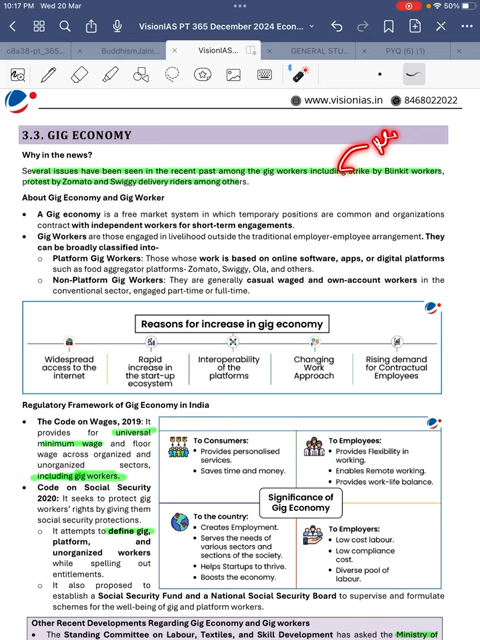 10:17 PM Wed 20 Mar
50%
VisionIAS PT 365 December 2024 Econ...
c8a38-pt_365...
BuddhismJaini...
VisionIAS...
GENERAL STU...
PYQ (6) (1)
www.visionias.in 8468022022
3.3. GIG ECONOMY
Why in the news?
Several issues have been seen in the recent past among the gig workers including strike by Blinkit workers,
protest by Zomato and Swiggy delivery riders among others.
About Gig Economy and Gig Worker
• A Gig economy is a free market system in which temporary positions are common and organizations
contract with independent workers for short-term engagements.
• Gig Workers are those engaged in livelihood outside the traditional employer-employee arrangement. They
can be broadly classified into-
o Platform Gig Workers: Those whose work is based on online software, apps, or digital platforms
such as food aggregator platforms- Zomato, Swiggy, Ola, and others.
o Non-Platform Gig Workers: They are generally casual waged and own-account workers in the
conventional sector, engaged part-time or full-time.
Reasons for increase in gig economy
Widespread
access to the
internet
Rapid
increase in
the start-up
ecosystem
Interoperability
of the
platforms
Changing
Work
Approach
Rising demand
for Contractual
Employees
Regulatory Framework of Gig Economy in India
• The Code on Wages, 2019: It
provides for universal
minimum wage and floor
wage across organized and
unorganized sectors,
including gig workers.
• Code on Social Security
2020: It seeks to protect gig
workers' rights by giving them
social security protections.
o It attempts to define gig,
platform, and
unorganized workers
while spelling out
entitlements.
o It also proposed to
establish a Social Security Fund and a National Social Security Board to supervise and formulate
schemes for the well-being of gig and platform workers.
To Consumers:
• Provides personalised
services.
• Saves time and money.
To Employees:
• Provides Flexibility in
working.
• Enables Remote working.
• Provides work-life balance.
Significance of
Gig Economy
To the country:
• Creates Employment.
• Serves the needs of
various sectors and
sections of the society.
• Helps Startups to thrive.
• Boosts the economy.
To Employers:
• Low cost labour.
• Low compliance
cost.
• Diverse pool of
labour.
Other Recent Developments Regarding Gig Economy and Gig workers
• The Standing Committee on Labour, Textiles, and Skill Development has asked the Ministry of